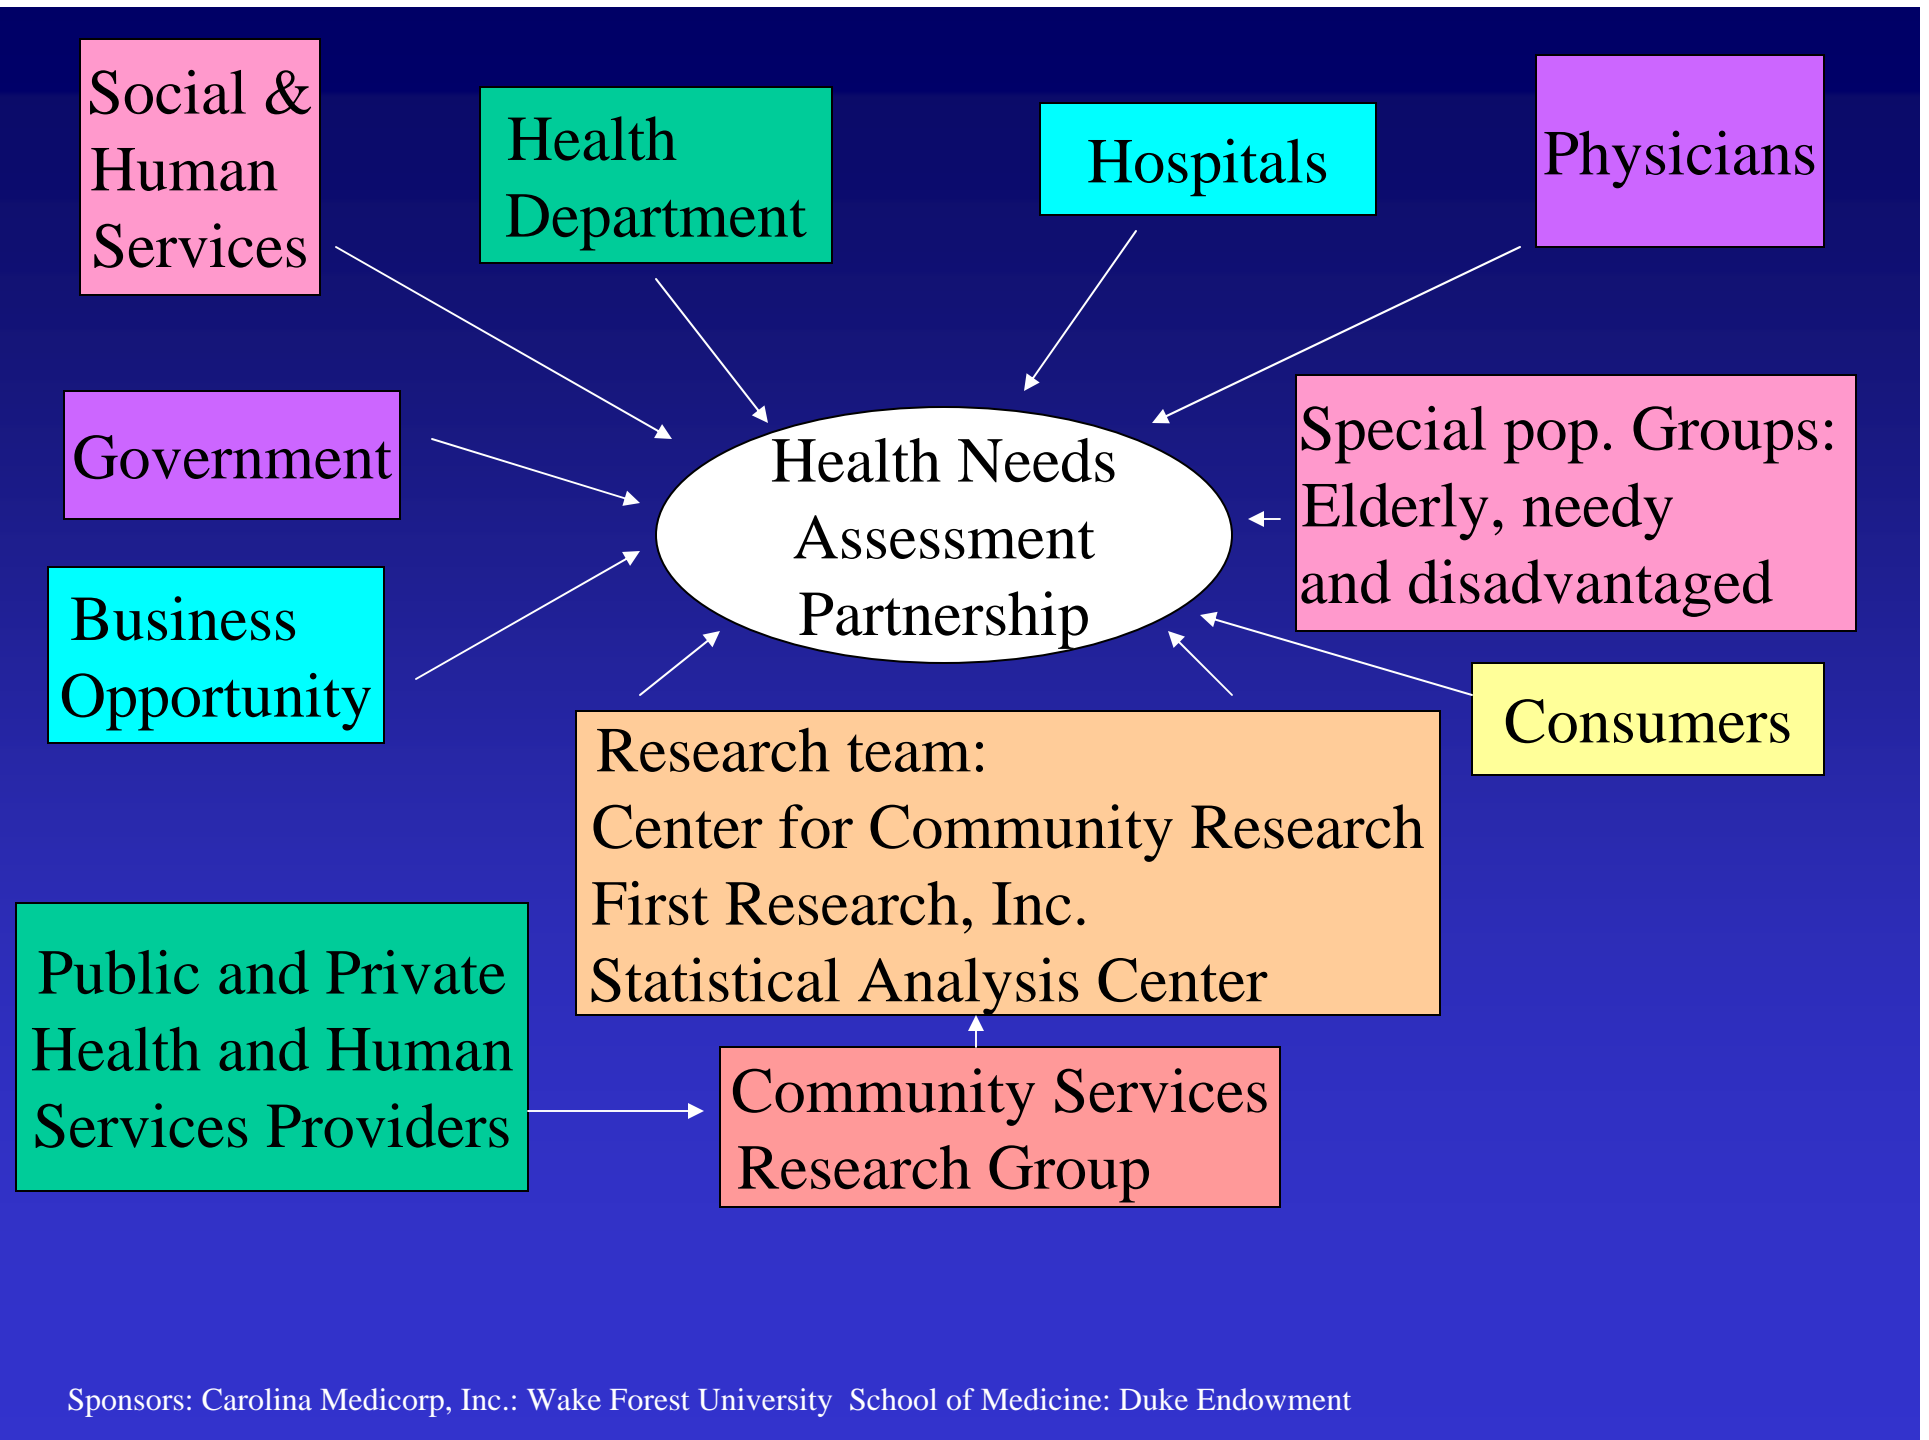 Social &
Human
Services
Health
Department
Hospitals
Physicians
Government
Health Needs
Assessment
Partnership
Special pop. Groups:
Elderly, needy
and disadvantaged
Business
Opportunity
Consumers
Research team:
Center for Community Research
First Research, Inc.
Statistical Analysis Center
Public and Private
Health and Human
Services Providers
Community Services
Research Group
Sponsors: Carolina Medicorp, Inc.: Wake Forest University  School of Medicine: Duke Endowment